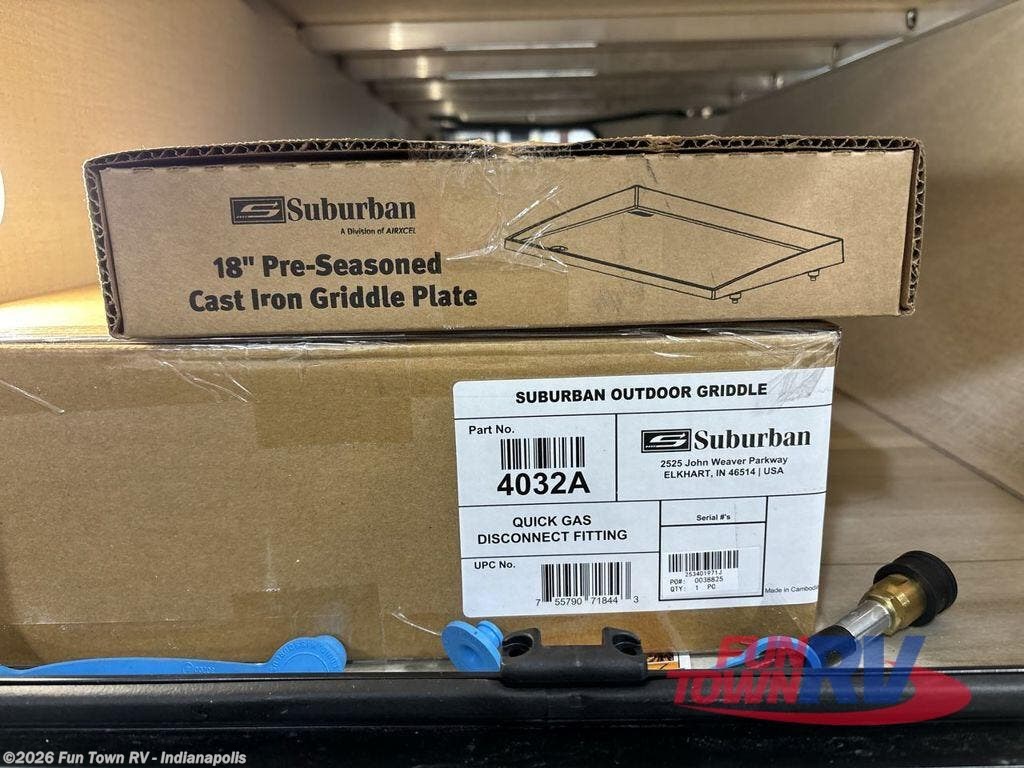 Suburban
A Division of AIRXCEL
18" Pre-Seasoned
Cast Iron Griddle Plate
SUBURBAN OUTDOOR GRIDDLE
Part No.
4032A
Suburban
2525 John Weaver Parkway
ELKHART, IN 46514 | USA
QUICK GAS
DISCONNECT FITTING
Serial #'s
253401971J
PO#: 0038825
QTY: 1 PC
UPC No.
7 55790 71844 3
Made in Cambodia
FUN
TOWN RV
©2026 Fun Town RV - Indianapolis